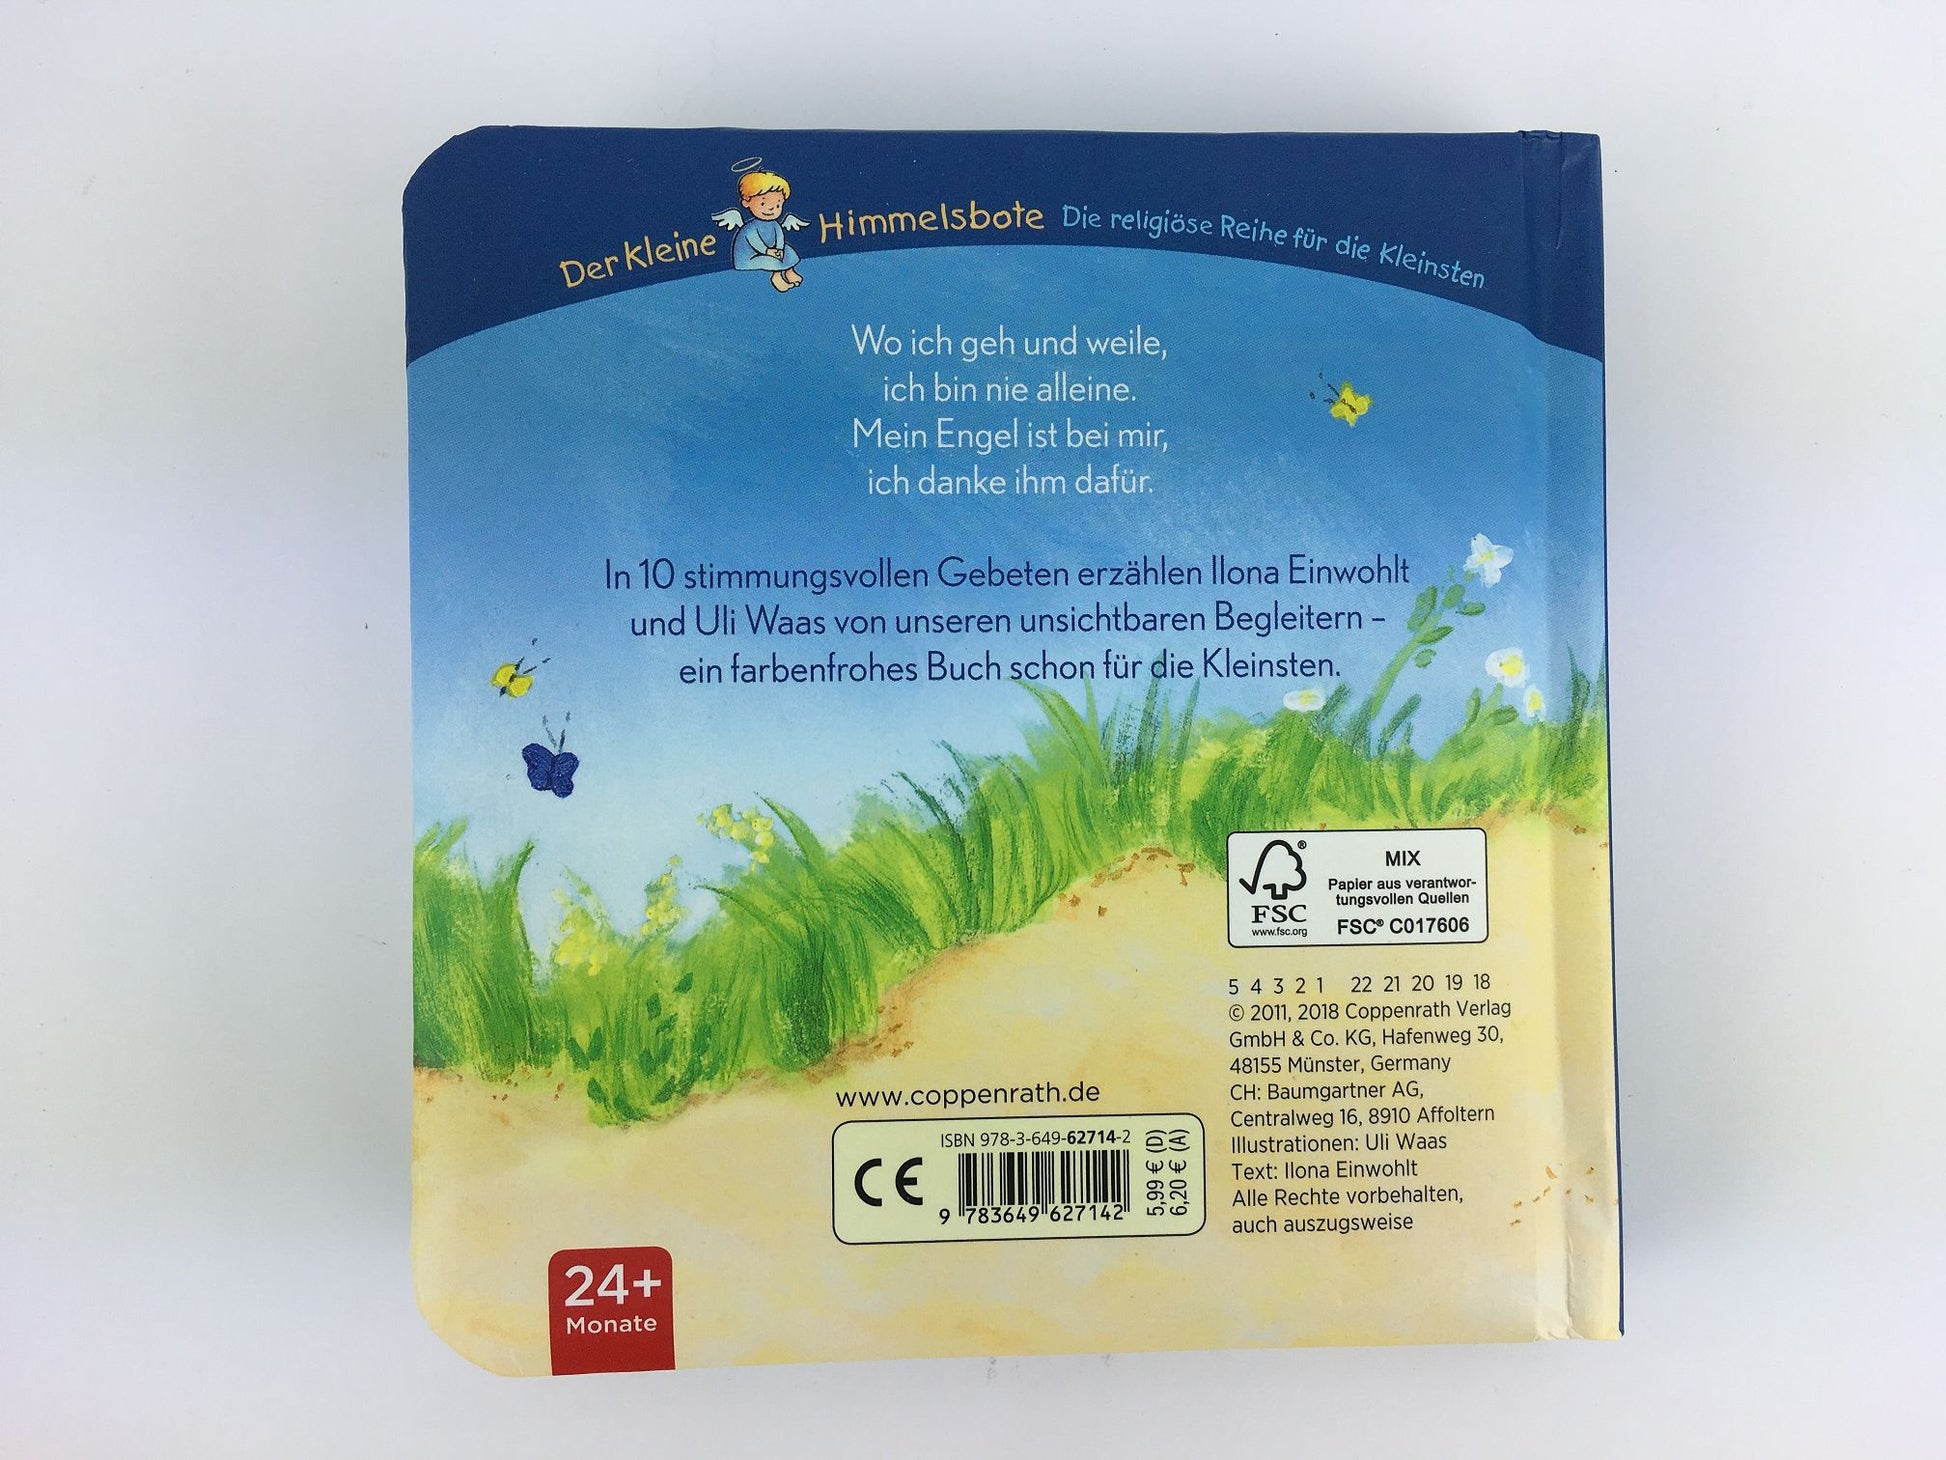 Der Kleine Himmelsbote Die religiöse Reihe für die Kleinsten
Wo ich geh und weile,
ich bin nie alleine.
Mein Engel ist bei mir,
ich danke ihm dafür.
In 10 stimmungsvollen Gebeten erzählen Ilona Einwohlt
und Uli Waas von unseren unsichtbaren Begleitern –
ein farbenfrohes Buch schon für die Kleinsten.
FSC
www.fsc.org
MIX
Papier aus verantwor-
tungsvollen Quellen
FSC® C017606
5 4 3 2 1 22 21 20 19 18
© 2011, 2018 Coppenrath Verlag
GmbH & Co. KG, Hafenweg 30,
48155 Münster, Germany
CH: Baumgartner AG,
Centralweg 16, 8910 Affoltern
Illustrationen: Uli Waas
Text: Ilona Einwohlt
Alle Rechte vorbehalten,
auch auszugsweise
www.coppenrath.de
ISBN 978-3-649-62714-2
CE
9 783649 627142
5,99 € (D)
6,20 € (A)
24+
Monate